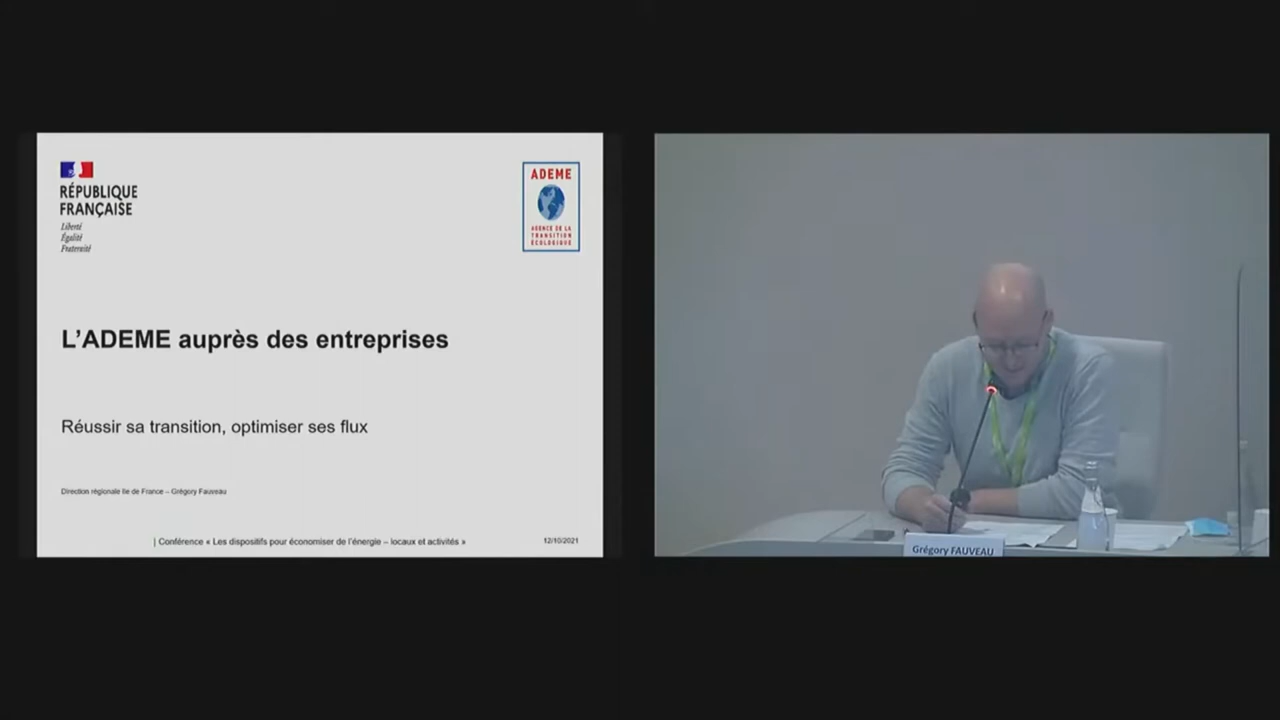 RÉPUBLIQUE
FRANÇAISE
Liberté
Égalité
Fraternité
ADEME
AGENCE DE LA
TRANSITION
ÉCOLOGIQUE
L'ADEME auprès des entreprises
Réussir sa transition, optimiser ses flux
Direction régionale Ile de France – Grégory Fauveau
| Conférence « Les dispositifs pour économiser de l'énergie – locaux et activités »
12/10/2021
Grégory FAUVEAU